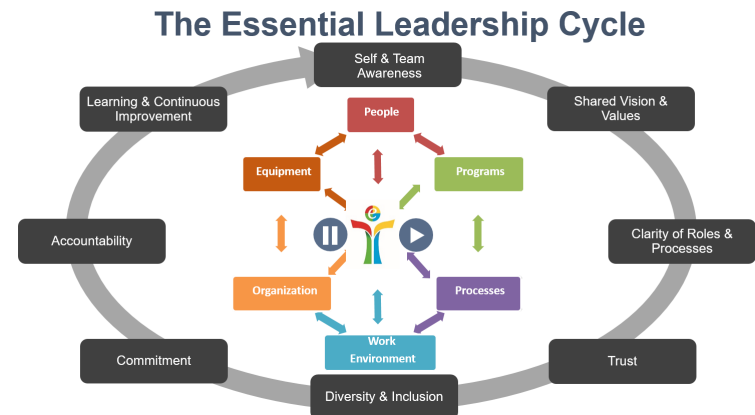 The Essential Leadership Cycle
Self & Team
Awareness
Learning & Continuous
Improvement
Shared Vision &
Values
People
Equipment
Programs
Accountability
Clarity of Roles &
Processes
Organization
Processes
Work
Environment
Commitment
Trust
Diversity & Inclusion